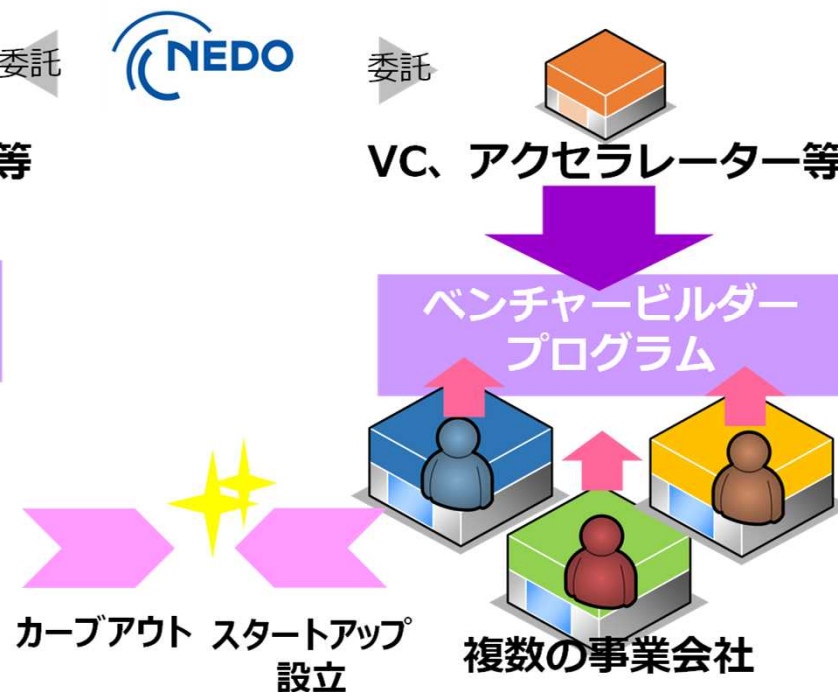 委託
NEDO
委託
等
VC、アクセラレーター等
ベンチャービルダー
プログラム
カーブアウト
スタートアップ
設立
複数の事業会社